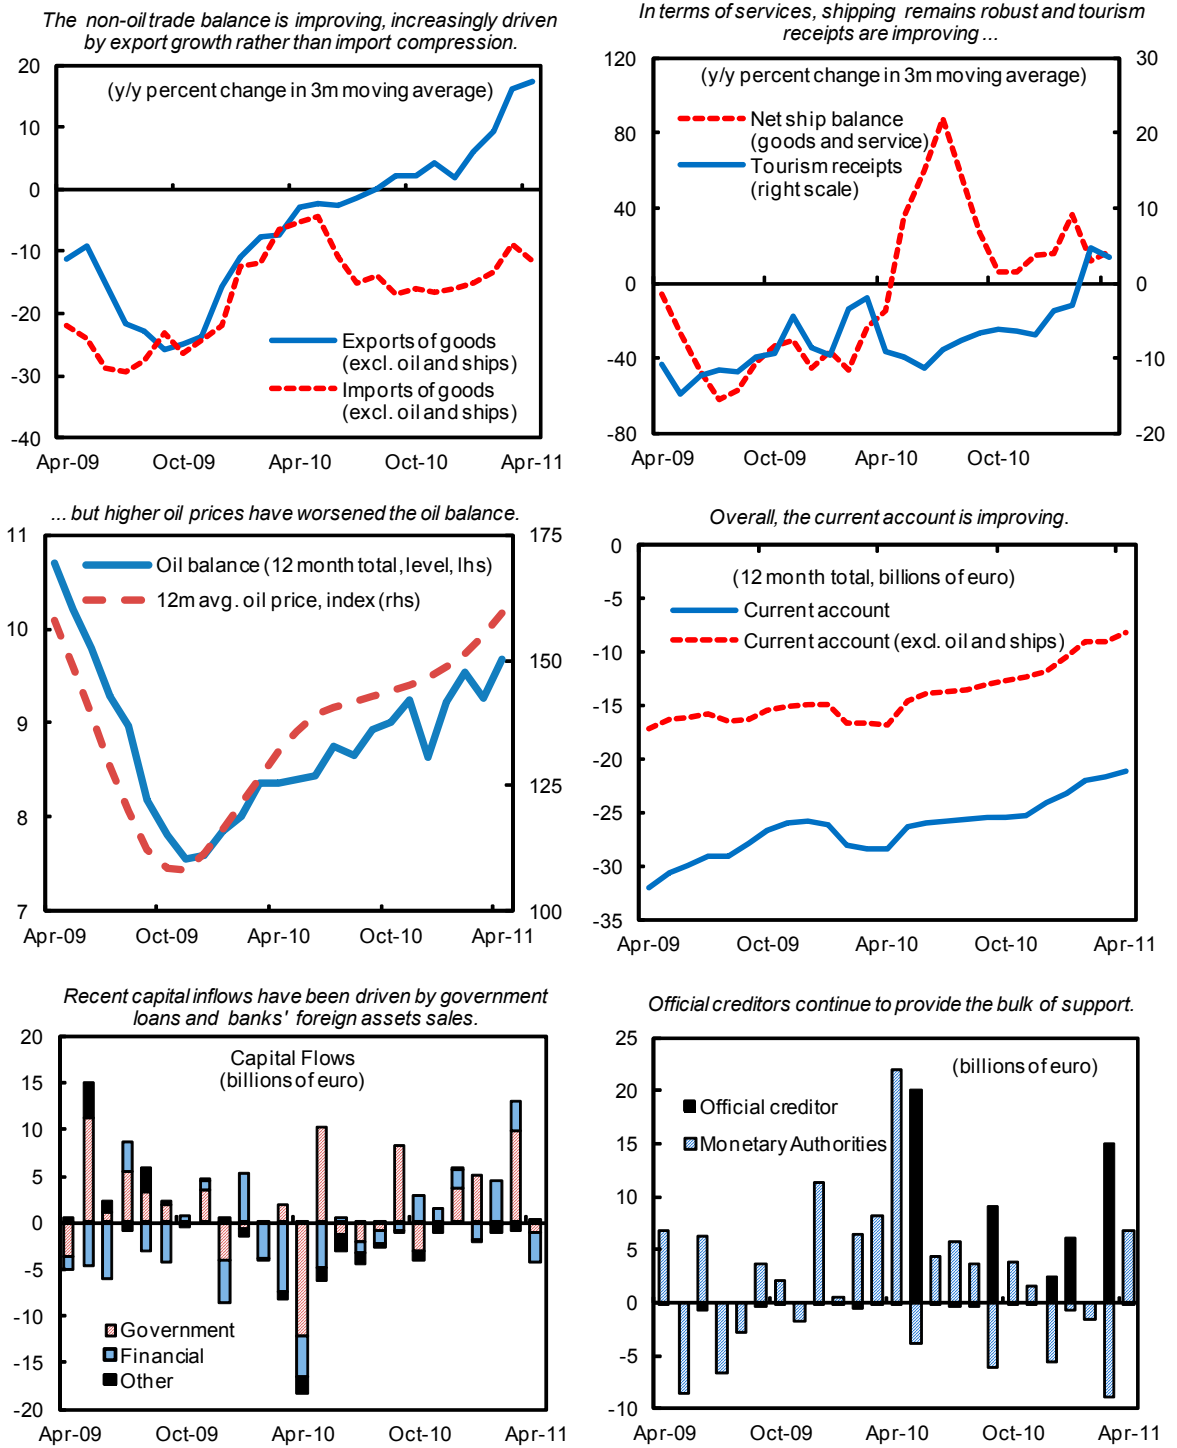 The non-oil trade balance is improving, increasingly driven
by export growth rather than import compression.
20
10
0
-10
-20
-30
-40
(y/y percent change in 3m moving average)
Exports of goods
(excl. oil and ships)
Imports of goods
(excl. oil and ships)
Apr-09 Oct-09 Apr-10 Oct-10 Apr-11
In terms of services, shipping remains robust and tourism
receipts are improving ...
120
80
40
0
-40
-80
30
20
10
0
-10
-20
(y/y percent change in 3m moving average)
Net ship balance
(goods and service)
Tourism receipts
(right scale)
Apr-09 Oct-09 Apr-10 Oct-10
... but higher oil prices have worsened the oil balance.
11
10
9
8
7
175
150
125
100
Oil balance (12 month total, level, lhs)
12m avg. oil price, index (rhs)
Apr-09 Oct-09 Apr-10 Oct-10 Apr-11
Overall, the current account is improving.
0
-5
-10
-15
-20
-25
-30
-35
(12 month total, billions of euro)
Current account
Current account (excl. oil and ships)
Apr-09 Oct-09 Apr-10 Oct-10 Apr-11
Recent capital inflows have been driven by government
loans and banks' foreign assets sales.
20
15
10
5
0
-5
-10
-15
-20
Capital Flows
(billions of euro)
Government
Financial
Other
Apr-09 Oct-09 Apr-10 Oct-10 Apr-11
Official creditors continue to provide the bulk of support.
25
20
15
10
5
0
-5
-10
(billions of euro)
Official creditor
Monetary Authorities
Apr-09 Oct-09 Apr-10 Oct-10 Apr-11